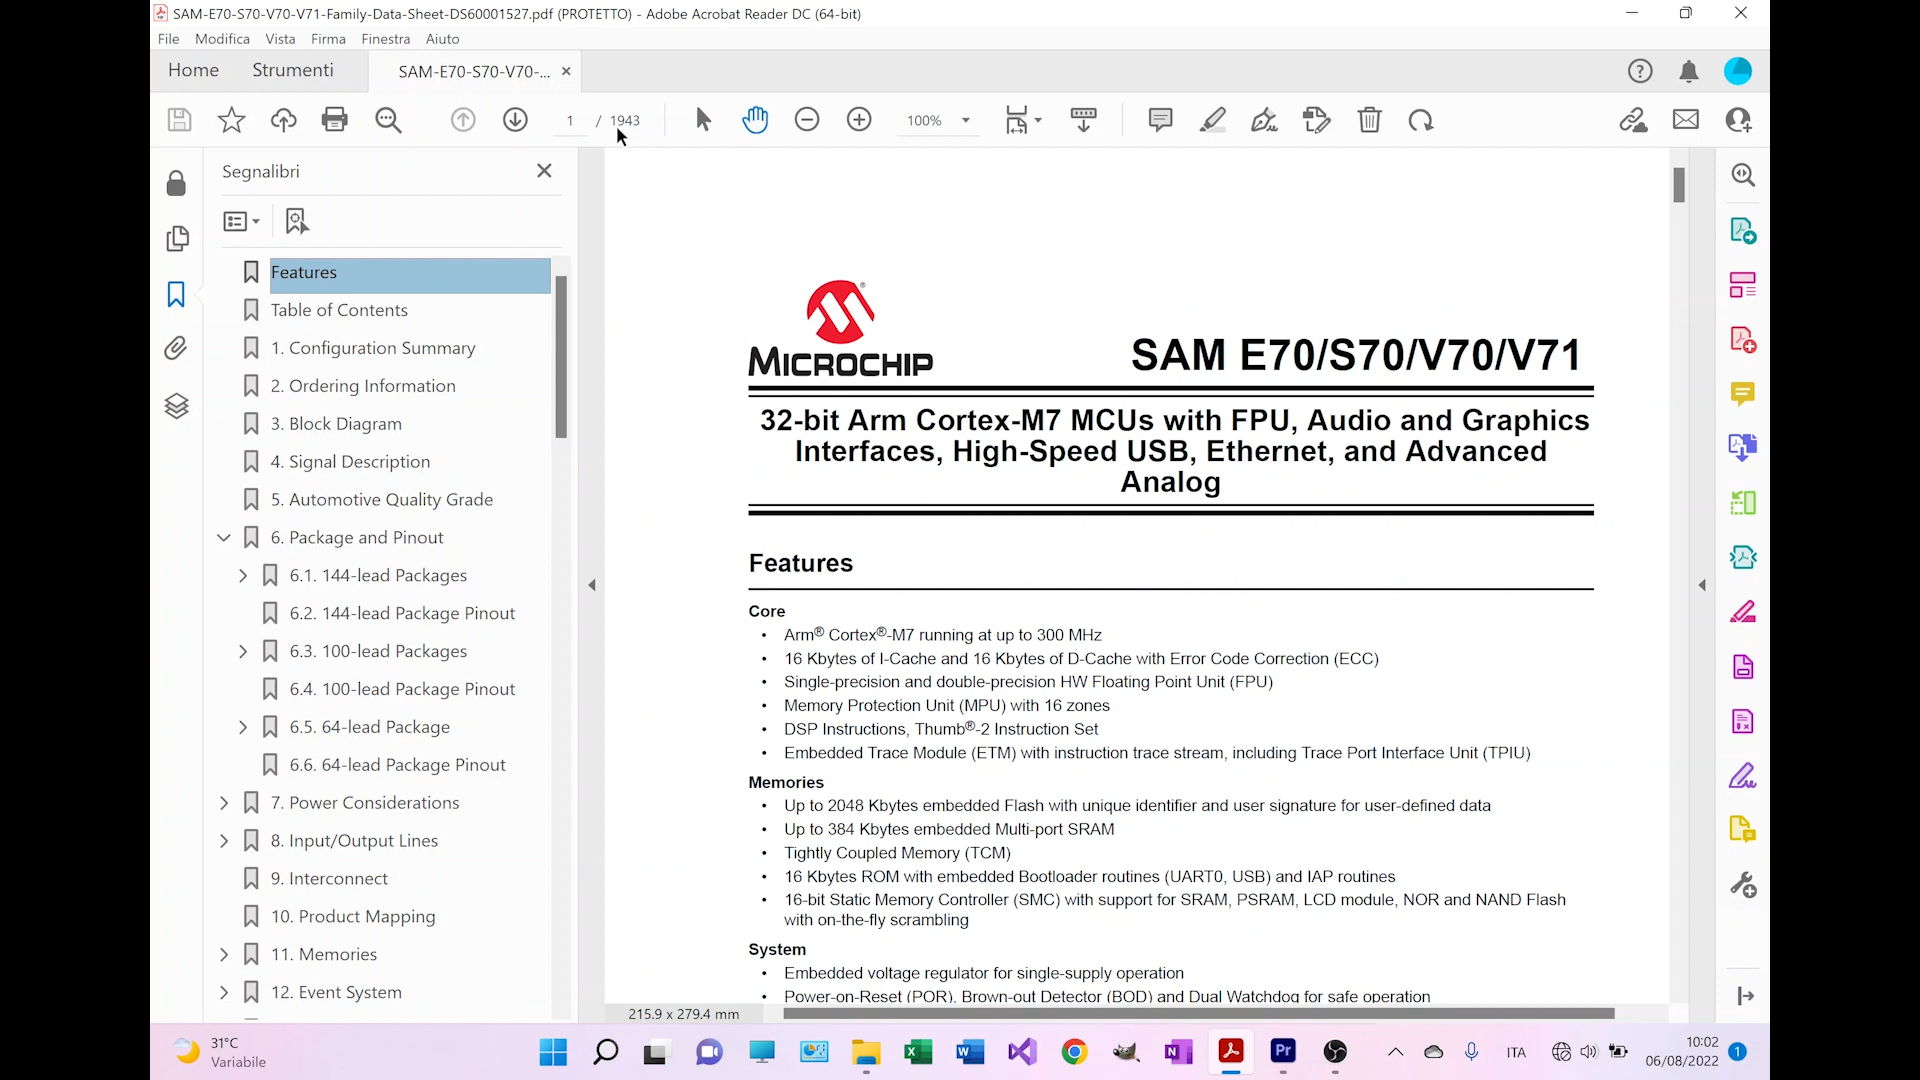 SAM-E70-S70-V70-V71-Family-Data-Sheet-DS60001527.pdf (PROTETTO) - Adobe Acrobat Reader DC (64-bit)
File Modifica Vista Firma Finestra Aiuto
Home Strumenti SAM-E70-S70-V70-...
1 / 1943 100%
Segnalibri
Features
Table of Contents
1. Configuration Summary
2. Ordering Information
3. Block Diagram
4. Signal Description
5. Automotive Quality Grade
6. Package and Pinout
6.1. 144-lead Packages
6.2. 144-lead Package Pinout
6.3. 100-lead Packages
6.4. 100-lead Package Pinout
6.5. 64-lead Package
6.6. 64-lead Package Pinout
7. Power Considerations
8. Input/Output Lines
9. Interconnect
10. Product Mapping
11. Memories
12. Event System
MICROCHIP
SAM E70/S70/V70/V71
32-bit Arm Cortex-M7 MCUs with FPU, Audio and Graphics
Interfaces, High-Speed USB, Ethernet, and Advanced
Analog
Features
Core
• Arm® Cortex®-M7 running at up to 300 MHz
• 16 Kbytes of I-Cache and 16 Kbytes of D-Cache with Error Code Correction (ECC)
• Single-precision and double-precision HW Floating Point Unit (FPU)
• Memory Protection Unit (MPU) with 16 zones
• DSP Instructions, Thumb®-2 Instruction Set
• Embedded Trace Module (ETM) with instruction trace stream, including Trace Port Interface Unit (TPIU)
Memories
• Up to 2048 Kbytes embedded Flash with unique identifier and user signature for user-defined data
• Up to 384 Kbytes embedded Multi-port SRAM
• Tightly Coupled Memory (TCM)
• 16 Kbytes ROM with embedded Bootloader routines (UART0, USB) and IAP routines
• 16-bit Static Memory Controller (SMC) with support for SRAM, PSRAM, LCD module, NOR and NAND Flash
with on-the-fly scrambling
System
• Embedded voltage regulator for single-supply operation
• Power-on-Reset (POR), Brown-out Detector (BOD) and Dual Watchdog for safe operation
215.9 x 279.4 mm
31°C
Variabile
Pr
ITA
10:02
06/08/2022
1